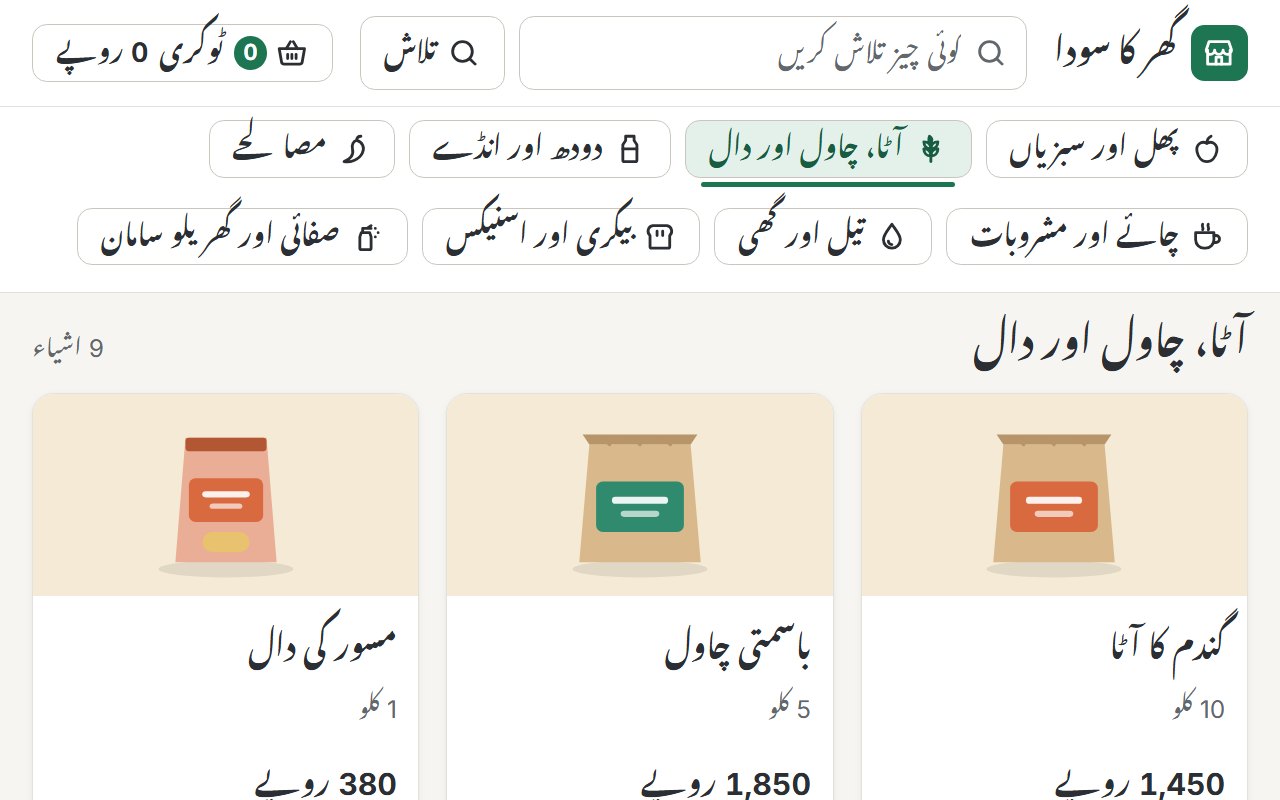 گھر کا سودا
کوئی چیز تلاش کریں
تلاش
0 ٹوکری 0 روپے
پھل اور سبزیاں
آٹا، چاول اور دال
دودھ اور انڈے
مصالحے
چائے اور مشروبات
تیل اور گھی
بیکری اور اسنیکس
صفائی اور گھریلو سامان
آٹا، چاول اور دال
9 اشیاء
گندم کا آٹا
10 کلو
1,450 روپے
باسمتی چاول
5 کلو
1,850 روپے
مسور کی دال
1 کلو
380 روپے